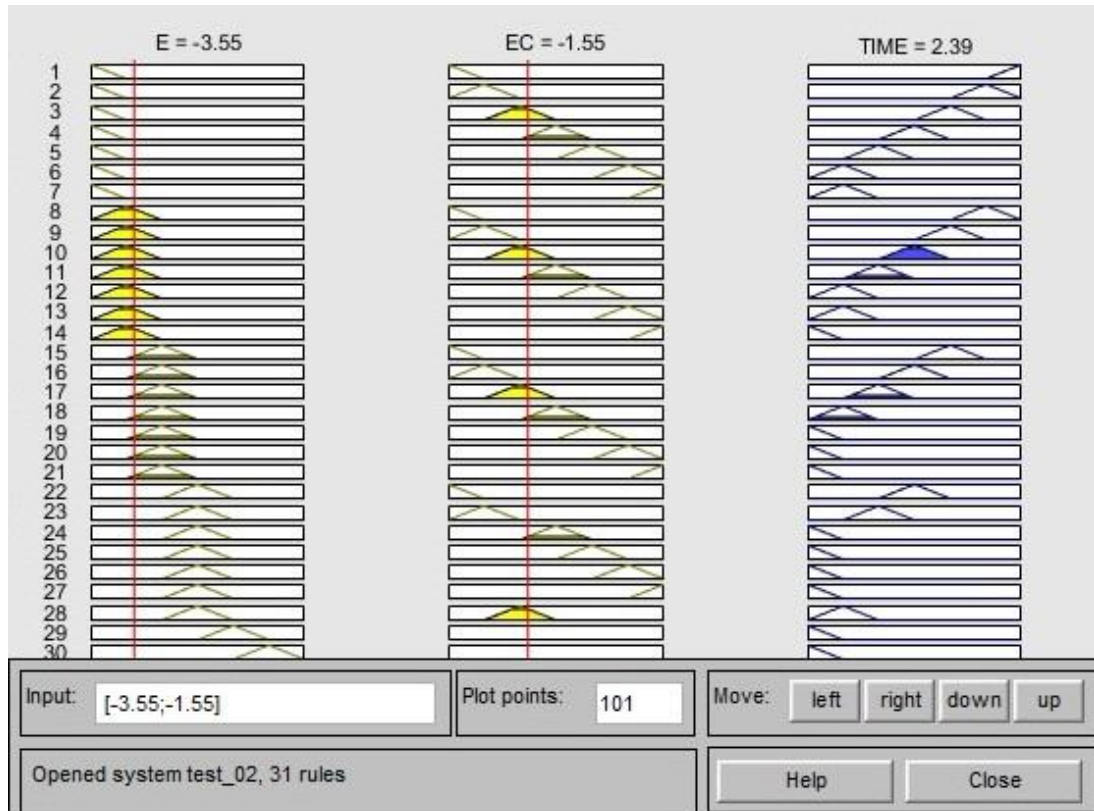 E = -3.55
EC = -1.55
TIME = 2.39
1
2
3
4
5
6
7
8
9
10
11
12
13
14
15
16
17
18
19
20
21
22
23
24
25
26
27
28
29
30
Input:
[-3.55;-1.55]
Plot points:
101
Move:
left
right
down
up
Opened system test_02, 31 rules
Help
Close